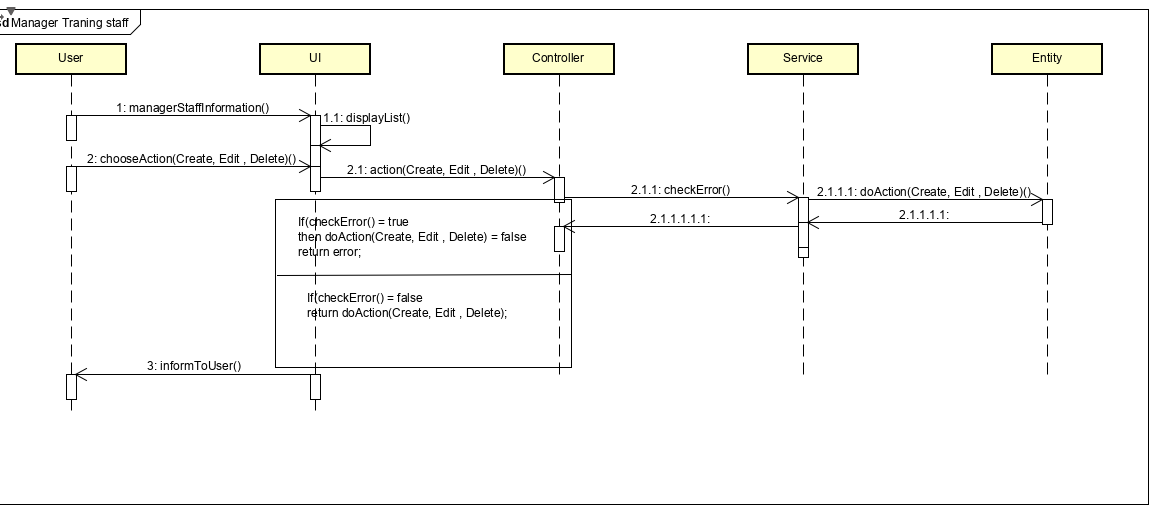 sd Manager Traning staff
User
UI
Controller
Service
Entity
1: managerStaffInformation()
1.1: displayList()
2: chooseAction(Create, Edit , Delete)()
2.1: action(Create, Edit , Delete)()
2.1.1: checkError()
2.1.1.1: doAction(Create, Edit , Delete)()
2.1.1.1.1:
2.1.1.1.1.1:
If(checkError() = true
then doAction(Create, Edit , Delete) = false
return error;
If(checkError() = false
return doAction(Create, Edit , Delete);
3: informToUser()